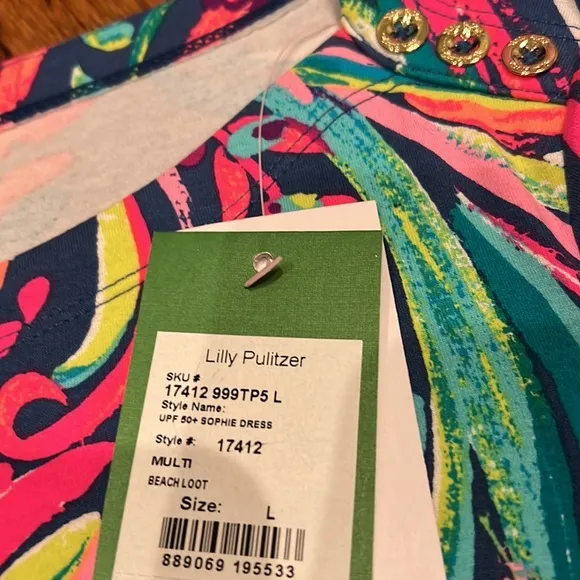 Lilly Pulitzer
SKU #
17412 999TP5 L
Style Name:
UPF 50+ SOPHIE DRESS
Style #: 17412
MULTI
BEACH LOOT
Size: L
889069 195533